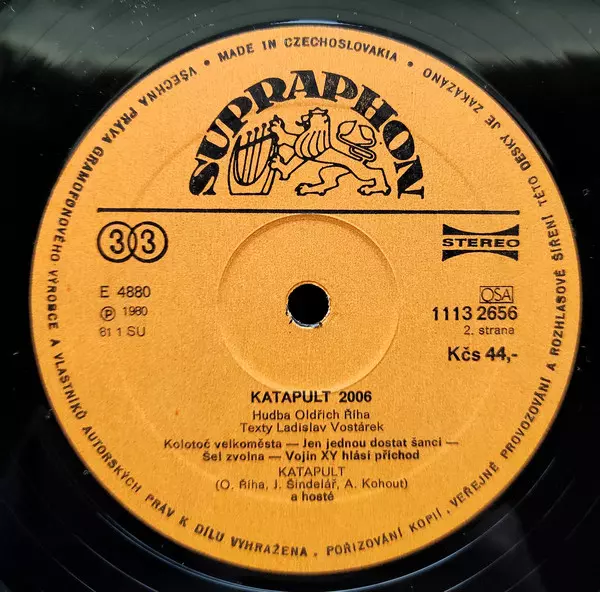 VŠECHNA PRÁVA GRAMOFONOVÉHO VÝROBCE A VLASTNÍKŮ AUTORSKÝCH PRÁV K DÍLU VYHRAŽENA. POŘIZOVÁNÍ KOPIÍ, VEŘEJNÉ PROVOZOVÁNÍ A ROZHLASOVÉ ŠÍŘENÍ TÉTO DESKY JE ZAKÁZÁNO • MADE IN CZECHOSLOVAKIA •
SUPRAPHON
33
STEREO
E 4880
℗ 1980
81 1 SU
OSA
1113 2656
2. strana
Kčs 44,-
KATAPULT 2006
Hudba Oldřich Říha
Texty Ladislav Vostárek
Kolotoč velkoměsta — Jen jednou dostat šanci —
Šel zvolna — Vojín XY hlásí příchod
KATAPULT
(O. Říha, J. Šindelář, A. Kohout)
a hosté